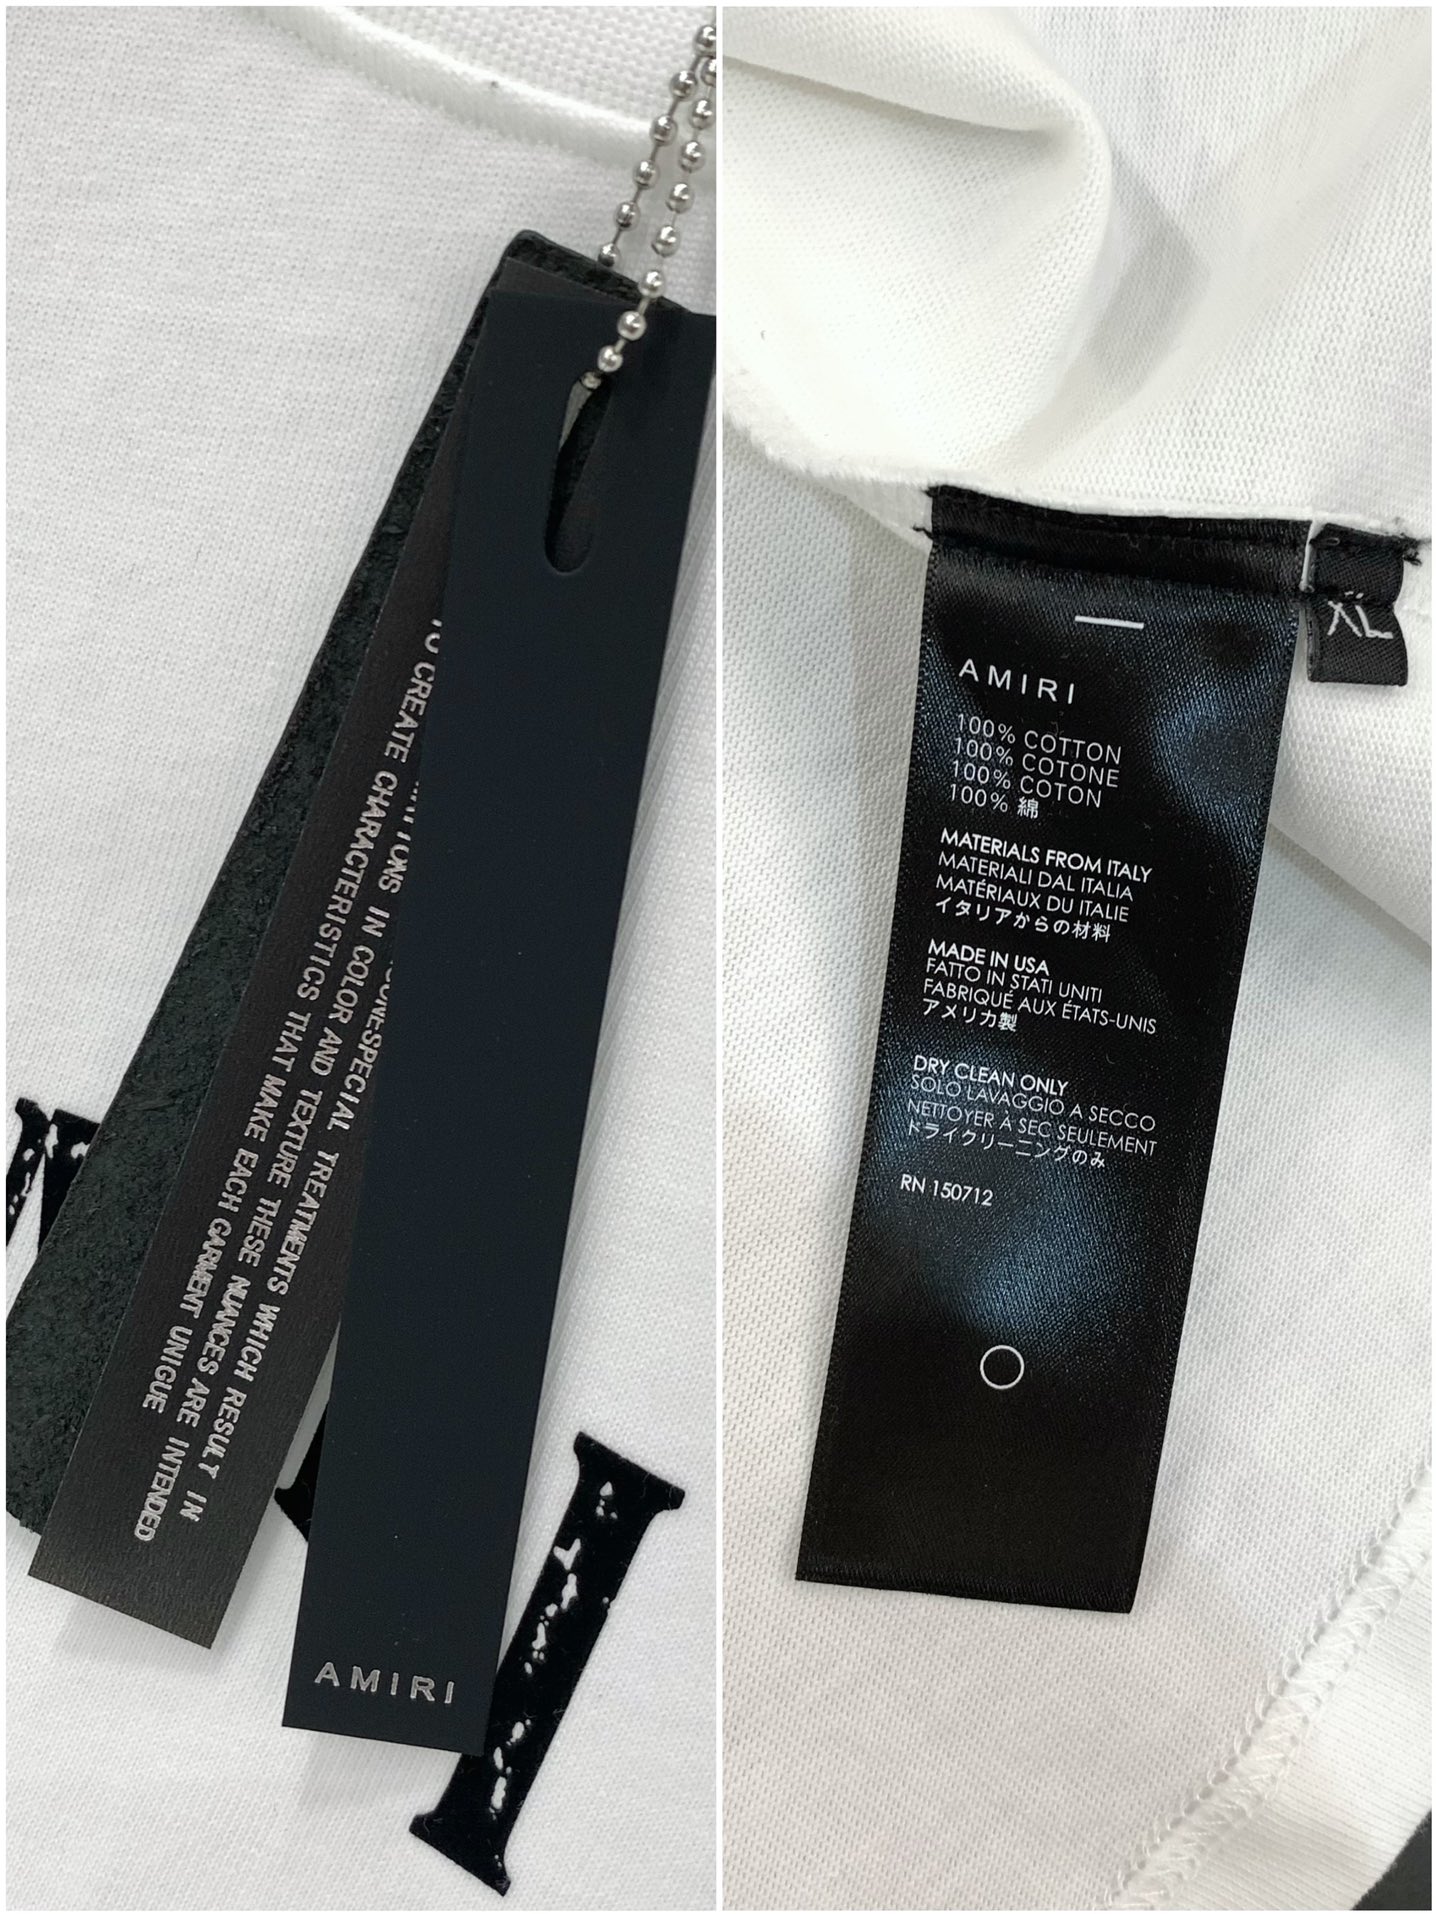 TO CREATE CHARACTERISTICS THAT MAKE EACH GARMENT UNIGUE
IN COLOR AND TEXTURE THESE NUANCES ARE INTENDED
SPECIAL TREATMENTS WHICH RESULT IN
AMIRI
XL
AMIRI
100% COTTON
100% COTONE
100% COTON
100% 綿
MATERIALS FROM ITALY
MATERIALI DAL ITALIA
MATÉRIAUX DU ITALIE
イタリアからの材料
MADE IN USA
FATTO IN STATI UNITI
FABRIQUÉ AUX ÉTATS-UNIS
アメリカ製
DRY CLEAN ONLY
SOLO LAVAGGIO A SECCO
NETTOYER À SEC SEULEMENT
ドライクリーニングのみ
RN 150712